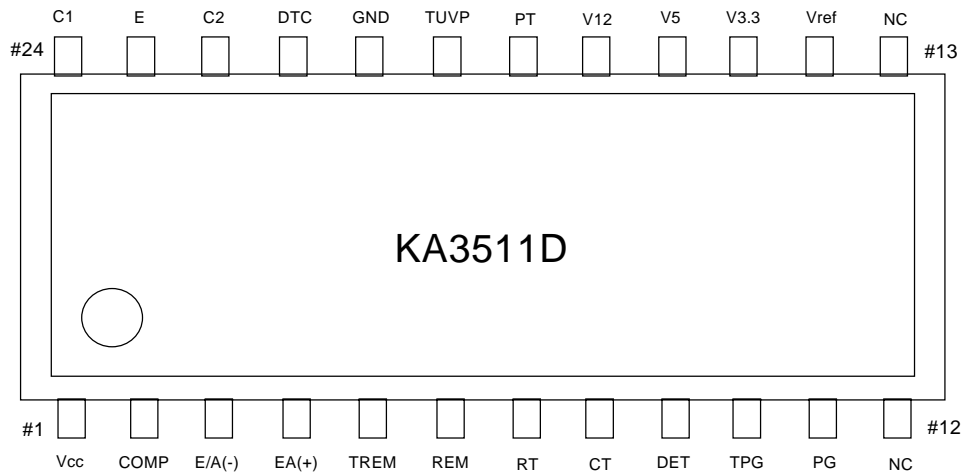 C1 E C2 DTC GND TUVP PT V12 V5 V3.3 Vref NC
#24 #13
KA3511D
#1 #12
Vcc COMP E/A(-) EA(+) TREM REM RT CT DET TPG PG NC